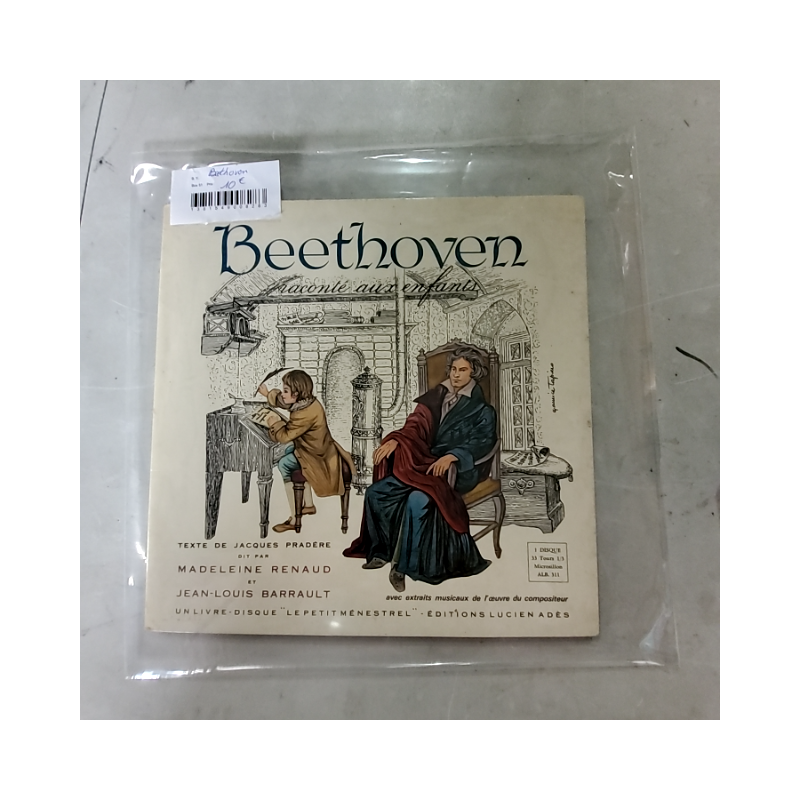 Beethoven
10 €
Beethoven
raconté aux enfants
TEXTE DE JACQUES PRADÈRE
DIT PAR
MADELEINE RENAUD
ET
JEAN-LOUIS BARRAULT
1 DISQUE
33 Tours 1/3
Microsillon
ALB. 311
avec extraits musicaux de l'œuvre du compositeur
UN LIVRE-DISQUE "LE PETIT MÉNESTREL" - ÉDITIONS LUCIEN ADÈS